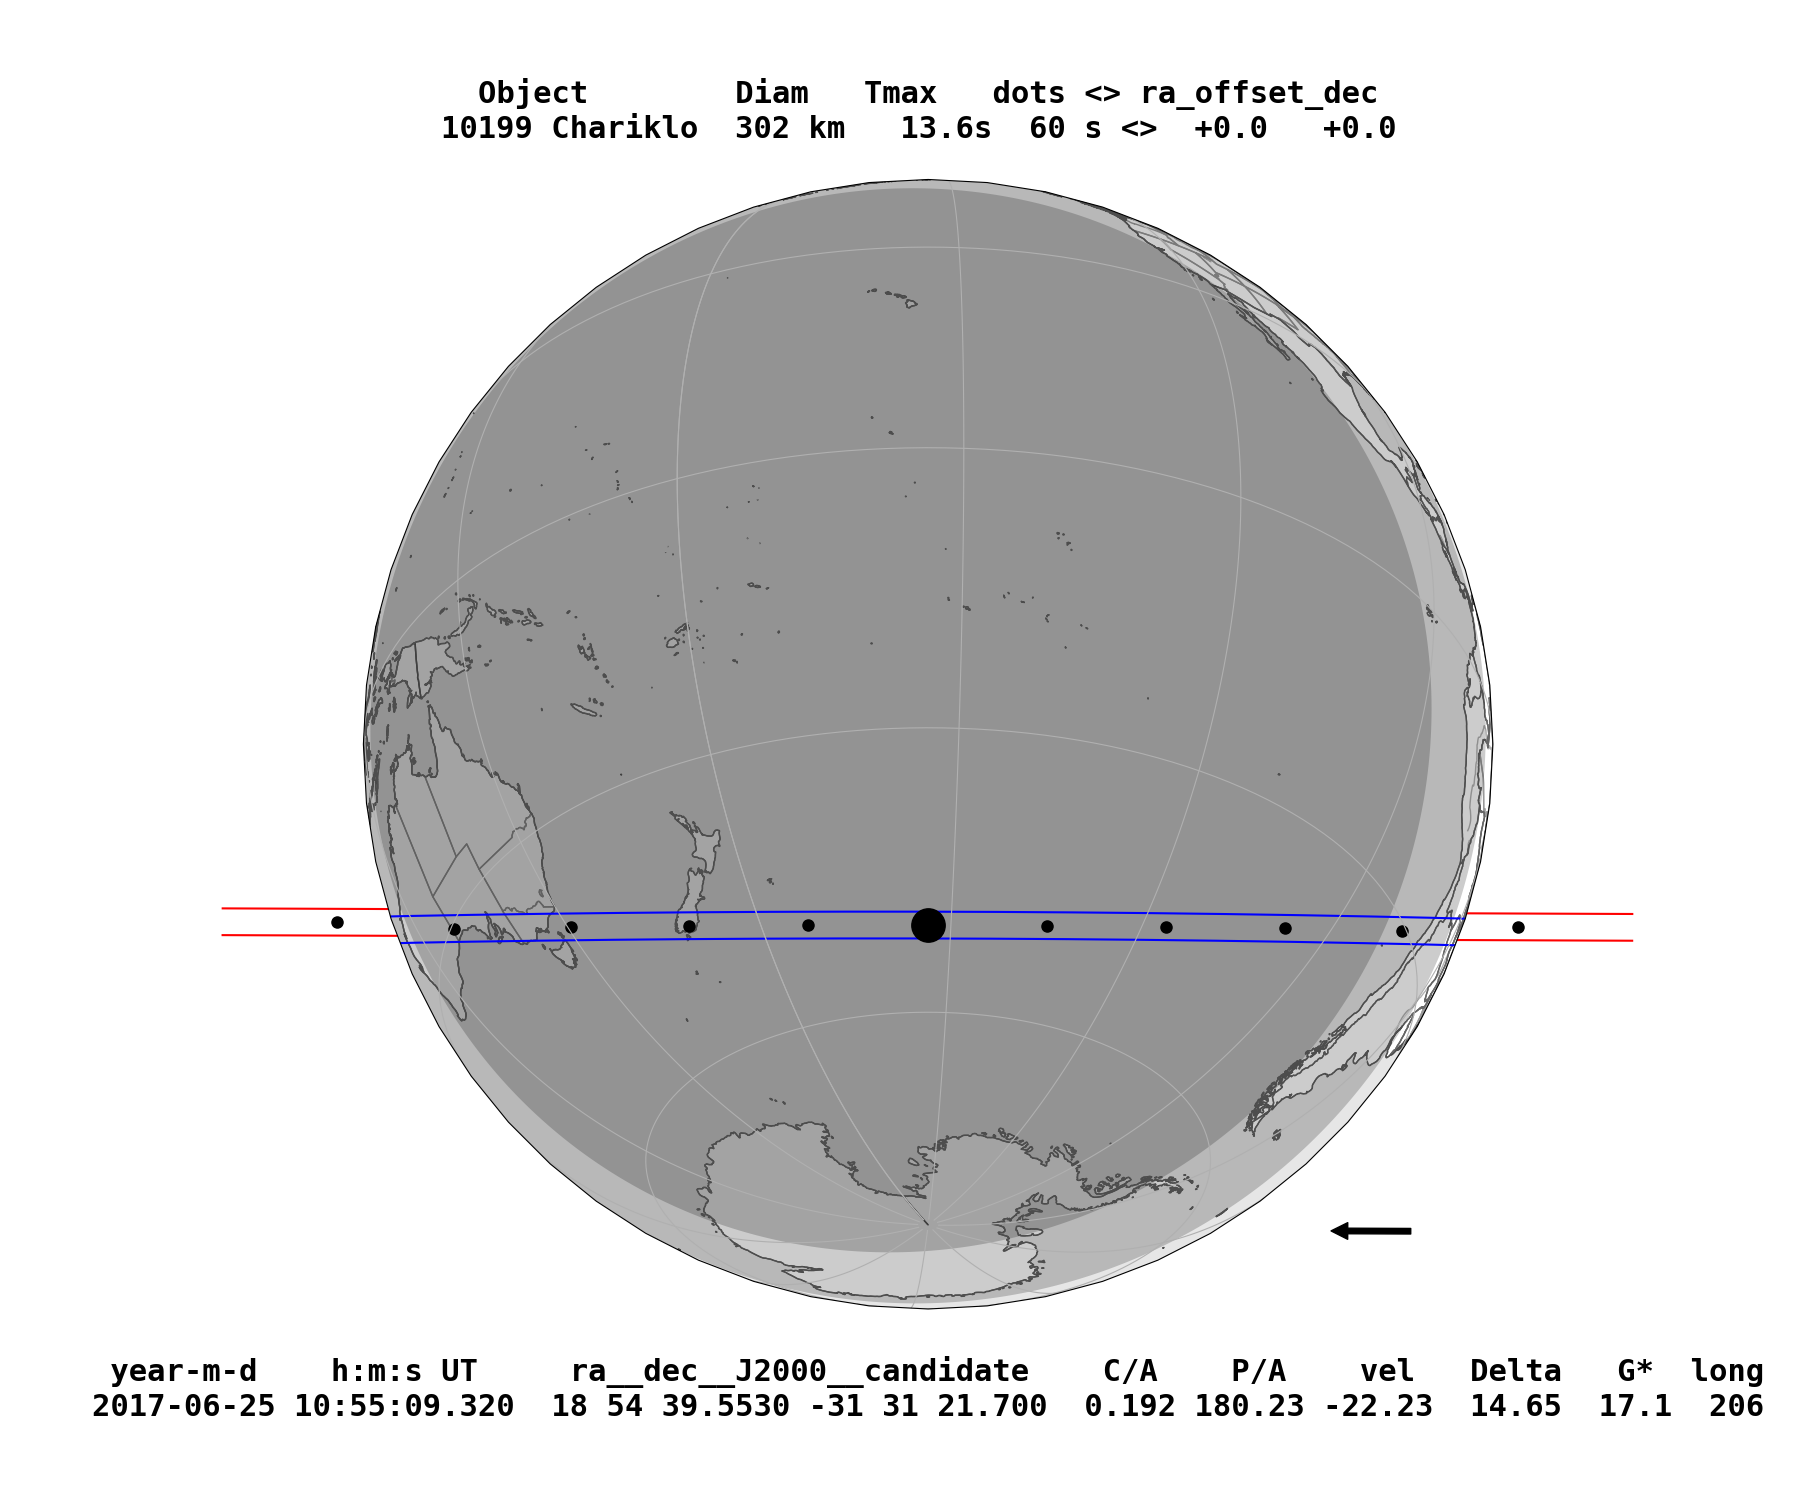 Object Diam Tmax dots <> ra_offset_dec
10199 Chariklo 302 km 13.6s 60 s <> +0.0 +0.0
year-m-d h:m:s UT ra__dec__J2000__candidate C/A P/A vel Delta G* long
2017-06-25 10:55:09.320 18 54 39.5530 -31 31 21.700 0.192 180.23 -22.23 14.65 17.1 206